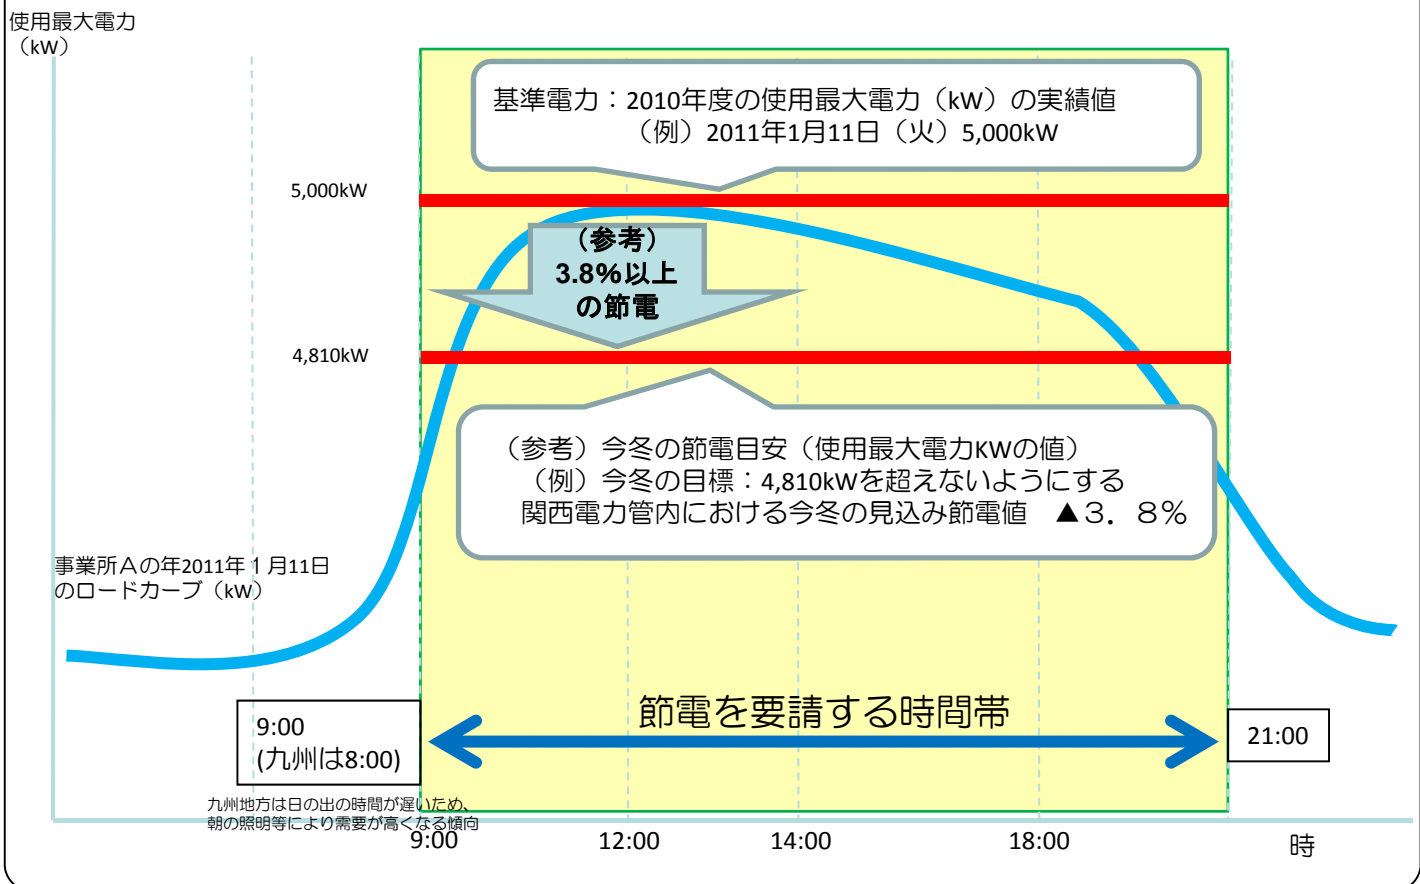 使用最大電力
（kW）
基準電力：2010年度の使用最大電力（kW）の実績値
（例）2011年1月11日（火）5,000kW
5,000kW
（参考）
3.8%以上
の節電
4,810kW
（参考）今冬の節電目安（使用最大電力KWの値）
（例）今冬の目標：4,810kWを超えないようにする
関西電力管内における今冬の見込み節電値　▲３．８％
事業所Ａの年2011年１月11日
のロードカーブ（kW）
節電を要請する時間帯
9:00
(九州は8:00)
21:00
九州地方は日の出の時間が遅いため、
朝の照明等により需要が高くなる傾向
9:00
12:00
14:00
18:00
時